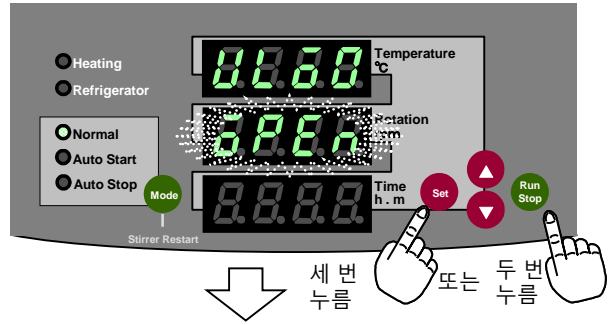 Heating
Refrigerator
Temperature
℃
oPEn
Rotation
Normal
Auto Start
Auto Stop
Mode
Stirrer Restart
Time
h . m
Set
Run
Stop
세 번
누름
또는
두 번
누름